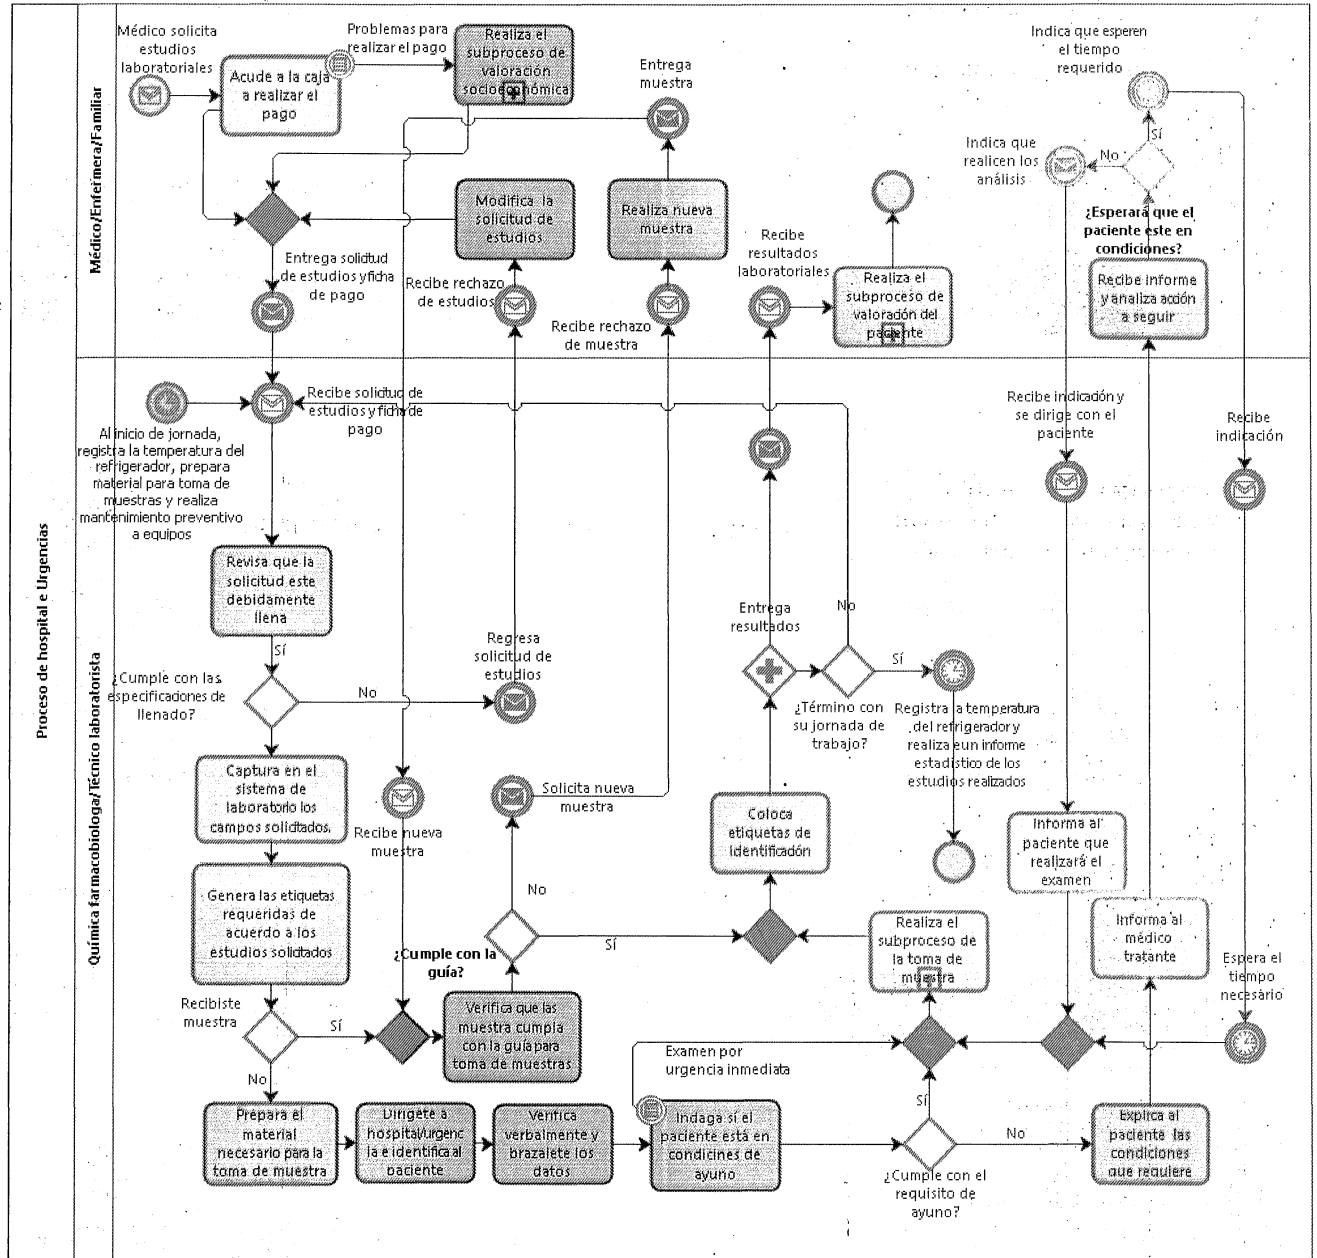 Proceso de hospital e Urgencias
Médico/Enfermera/Familiar
Médico solicita
estudios
laboratoriales
Acude a la caja
a realizar el
pago
Problemas para
realizar el pago
Realiza el
subproceso de
valoración
socioeconómica
Entrega
muestra
Indica que esperen
el tiempo
requerido
Sí
No
Indica que
realicen los
análisis
¿Esperará que el
paciente este en
condiciones?
Modifica la
solicitud de
estudios
Realiza nueva
muestra
Recibe
resultados
laboratoriales
Entrega solicitud
de estudios y ficha
de pago
Recibe rechazo
de estudios
Recibe rechazo
de muestra
Realiza el
subproceso de
valoración del
paciente
Recibe informe
y analiza acción
a seguir
Química farmacobiologa/Técnico laboratorista
Recibe solicitud de
estudios y ficha de
pago
Al inicio de jornada,
registra la temperatura del
refrigerador, prepara
material para toma de
muestras y realiza
mantenimiento preventivo
a equipos
Recibe indicación y
se dirige con el
paciente
Recibe
indicación
Revisa que la
solicitud este
debidamente
llena
Sí
¿Cumple con las
especificaciones de
llenado?
No
Regresa
solicitud de
estudios
Entrega
resultados
No
Sí
¿Término con
su jornada de
trabajo?
Registra la temperatura
del refrigerador y
realiza eun informe
estadístico de los
estudios realizados
Captura en el
sistema de
laboratorio los
campos solicitados.
Recibe nueva
muestra
Solicita nueva
muestra
Coloca
etiquetas de
identificación
Informa al
paciente que
realizará el
examen
Genera las etiquetas
requeridas de
acuerdo a los
estudios solicitados
No
Sí
¿Cumple con la
guía?
Realiza el
subproceso de
la toma de
muestra
Informa al
médico
tratante
Espera el
tiempo
necesario
Recibiste
muestra
Sí
No
Verifica que las
muestra cumpla
con la guía para
toma de muestras
Examen por
urgencia inmediata
Prepara el
material
necesario para la
toma de muestra
Dirigete a
hospital/urgenc
ia e identifica al
paciente
Verifica
verbalmente y
brazalete los
datos
Indaga sí el
paciente está en
condicines de
ayuno
Sí
No
¿Cumple con el
requisito de
ayuno?
Explica al
paciente las
condiciones
que requiere